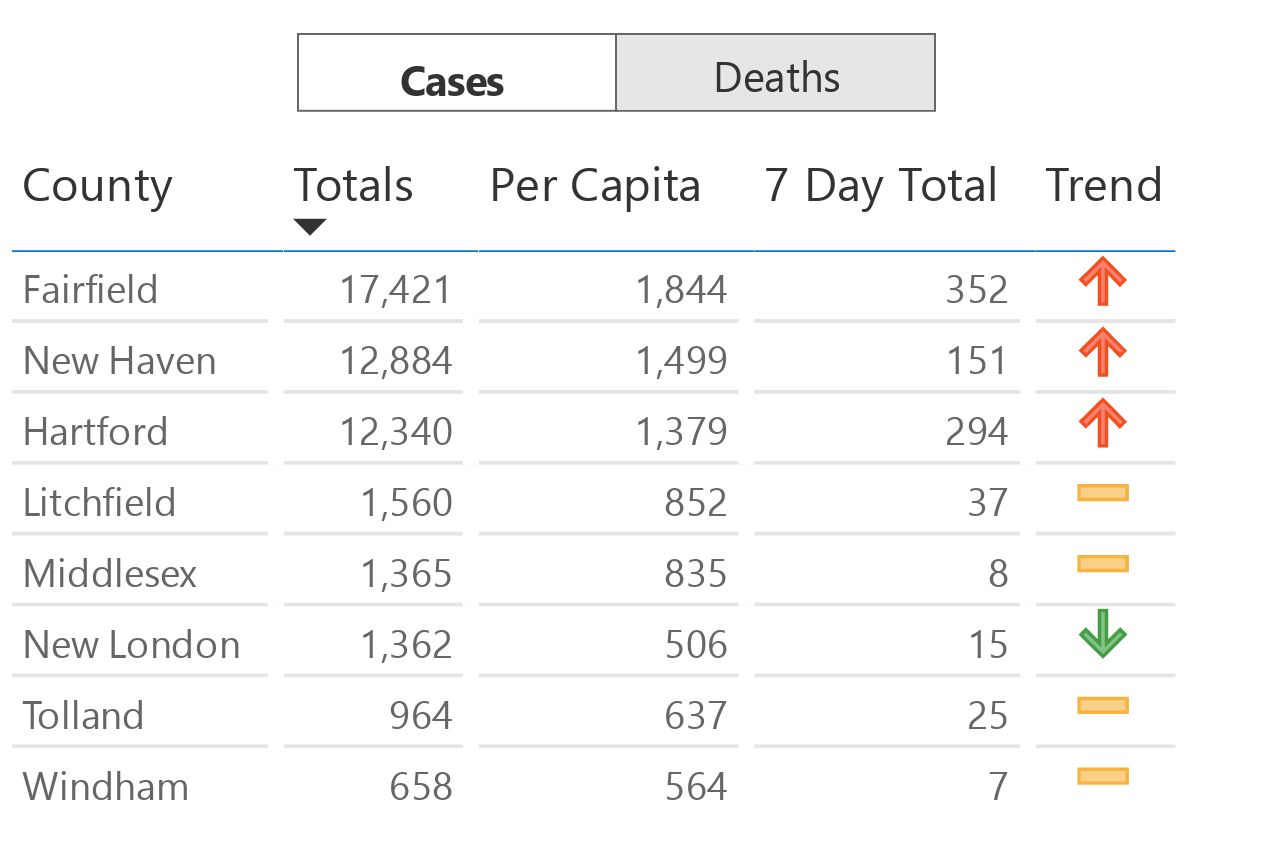 Cases Deaths
County Totals Per Capita 7 Day Total Trend
Fairfield 17,421 1,844 352
New Haven 12,884 1,499 151
Hartford 12,340 1,379 294
Litchfield 1,560 852 37
Middlesex 1,365 835 8
New London 1,362 506 15
Tolland 964 637 25
Windham 658 564 7